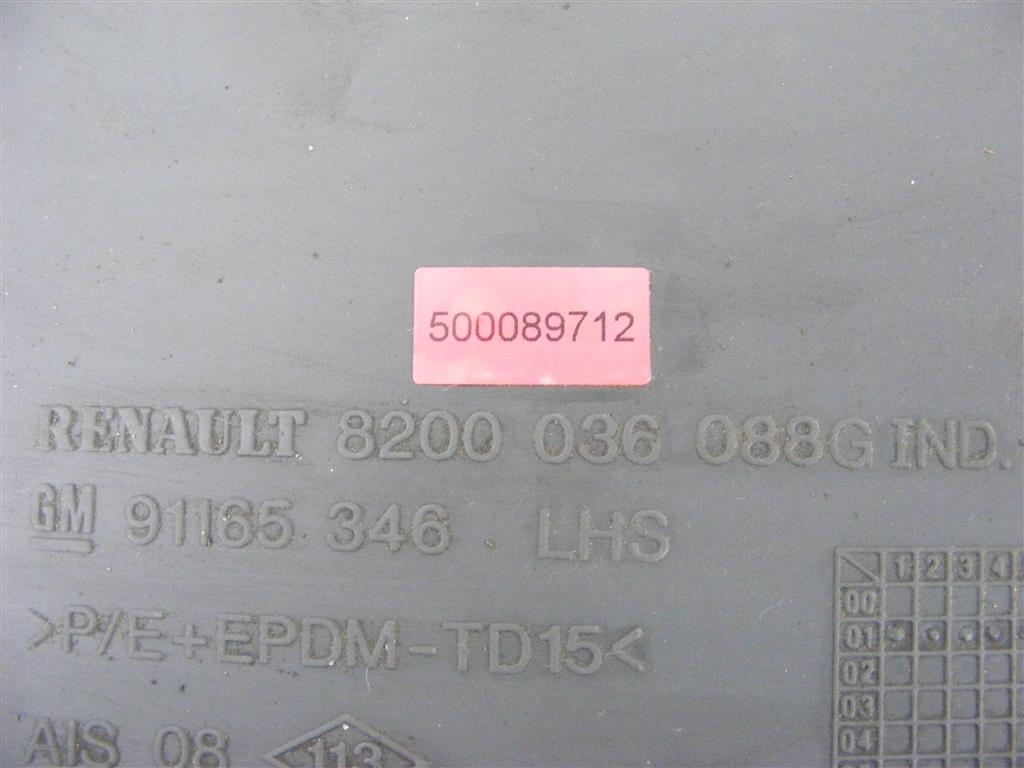 500089712
RENAULT 8200 036 088G IND.
GM 91165 346 LHS
>P/E+EPDM-TD15<
AIS 08 113
1 2 3 4
00
01
02
03
04